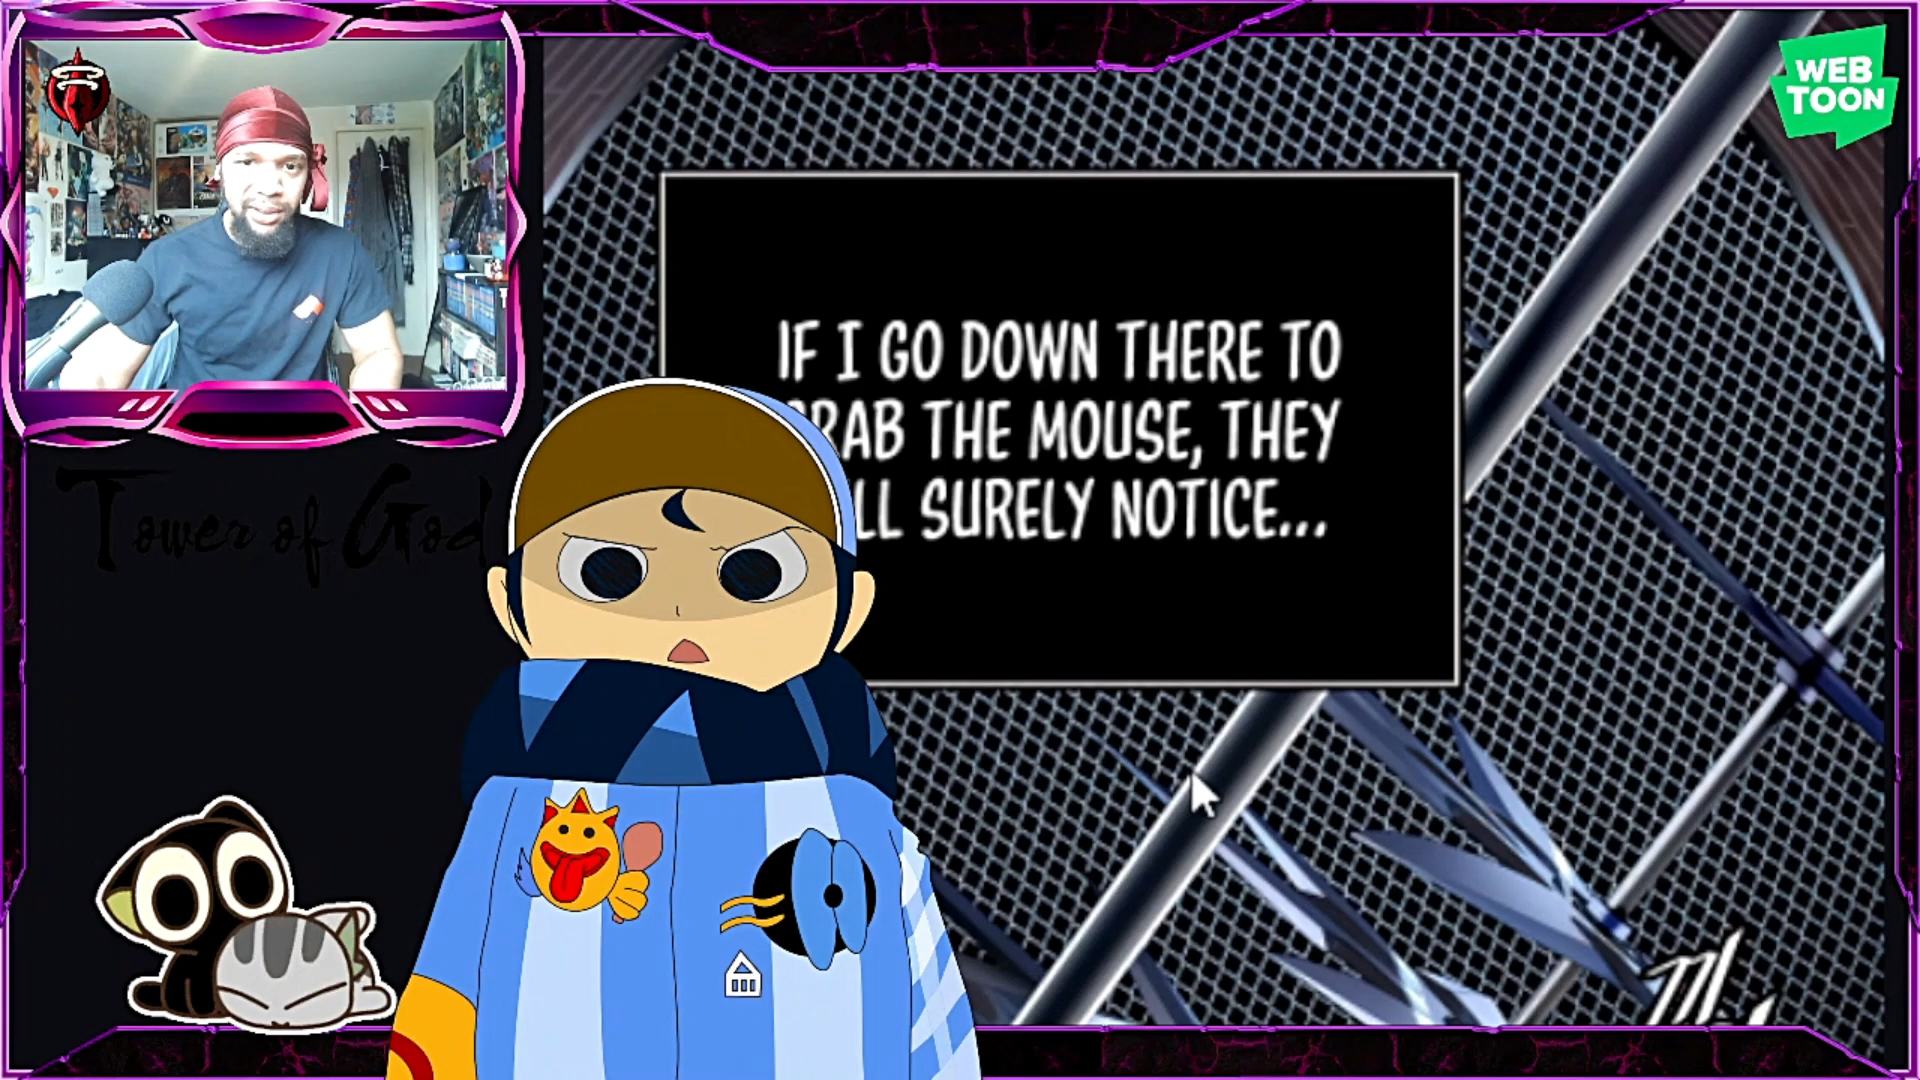 WEB
TOON
IF I GO DOWN THERE TO
RAB THE MOUSE, THEY
LL SURELY NOTICE...
Tower of God